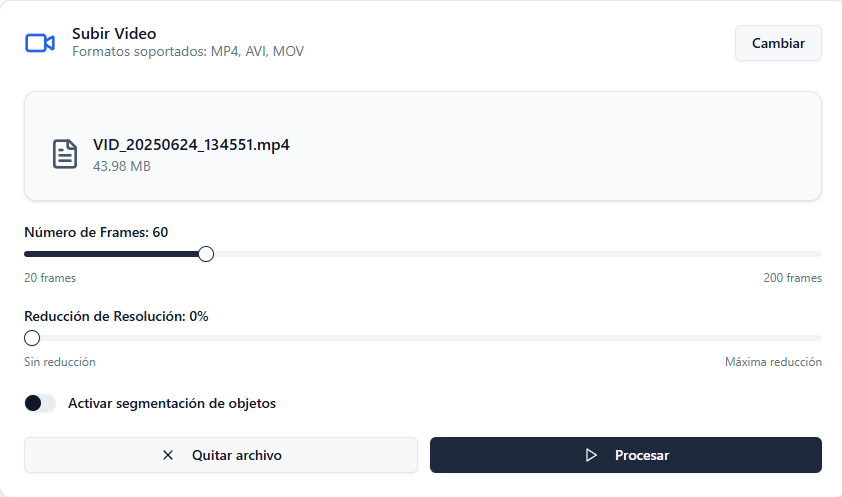 Subir Video
Formatos soportados: MP4, AVI, MOV
Cambiar
VID_20250624_134551.mp4
43.98 MB
Número de Frames: 60
20 frames
200 frames
Reducción de Resolución: 0%
Sin reducción
Máxima reducción
Activar segmentación de objetos
Quitar archivo
Procesar